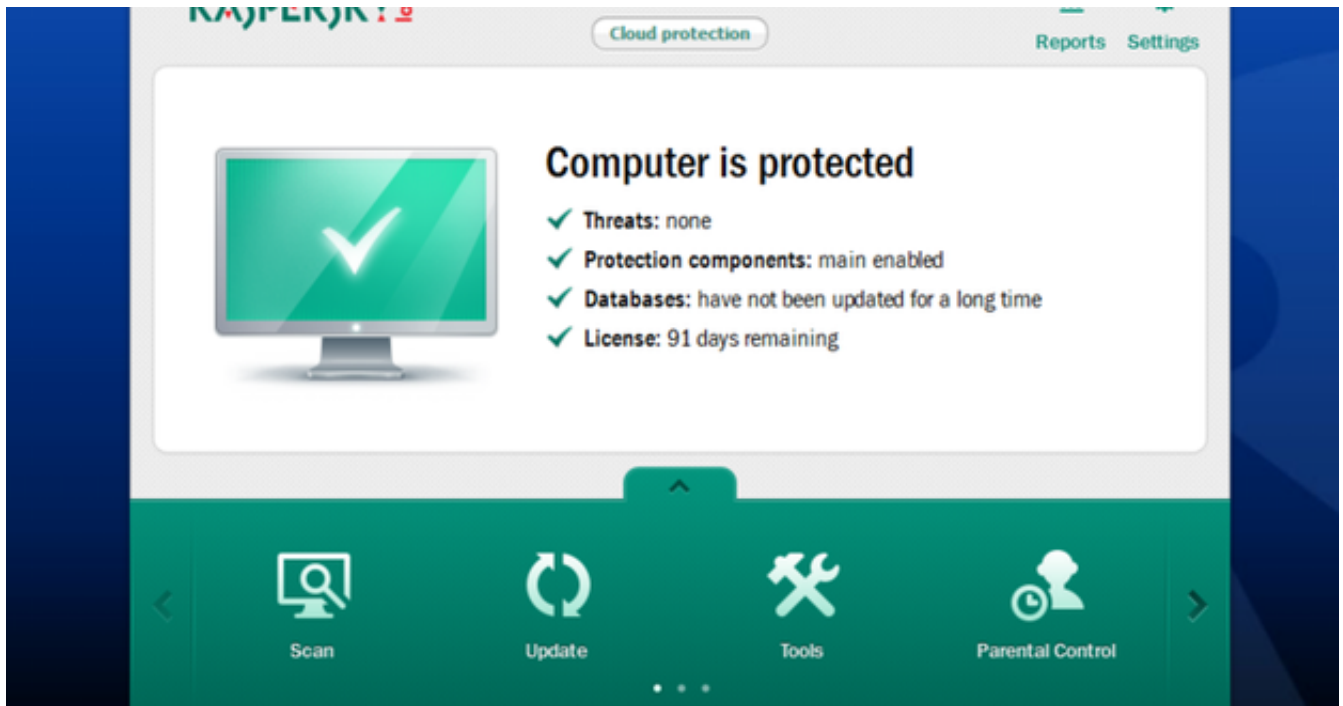 KASPERSKY
Cloud protection
Reports Settings
Computer is protected
Threats: none
Protection components: main enabled
Databases: have not been updated for a long time
License: 91 days remaining
Scan Update Tools Parental Control